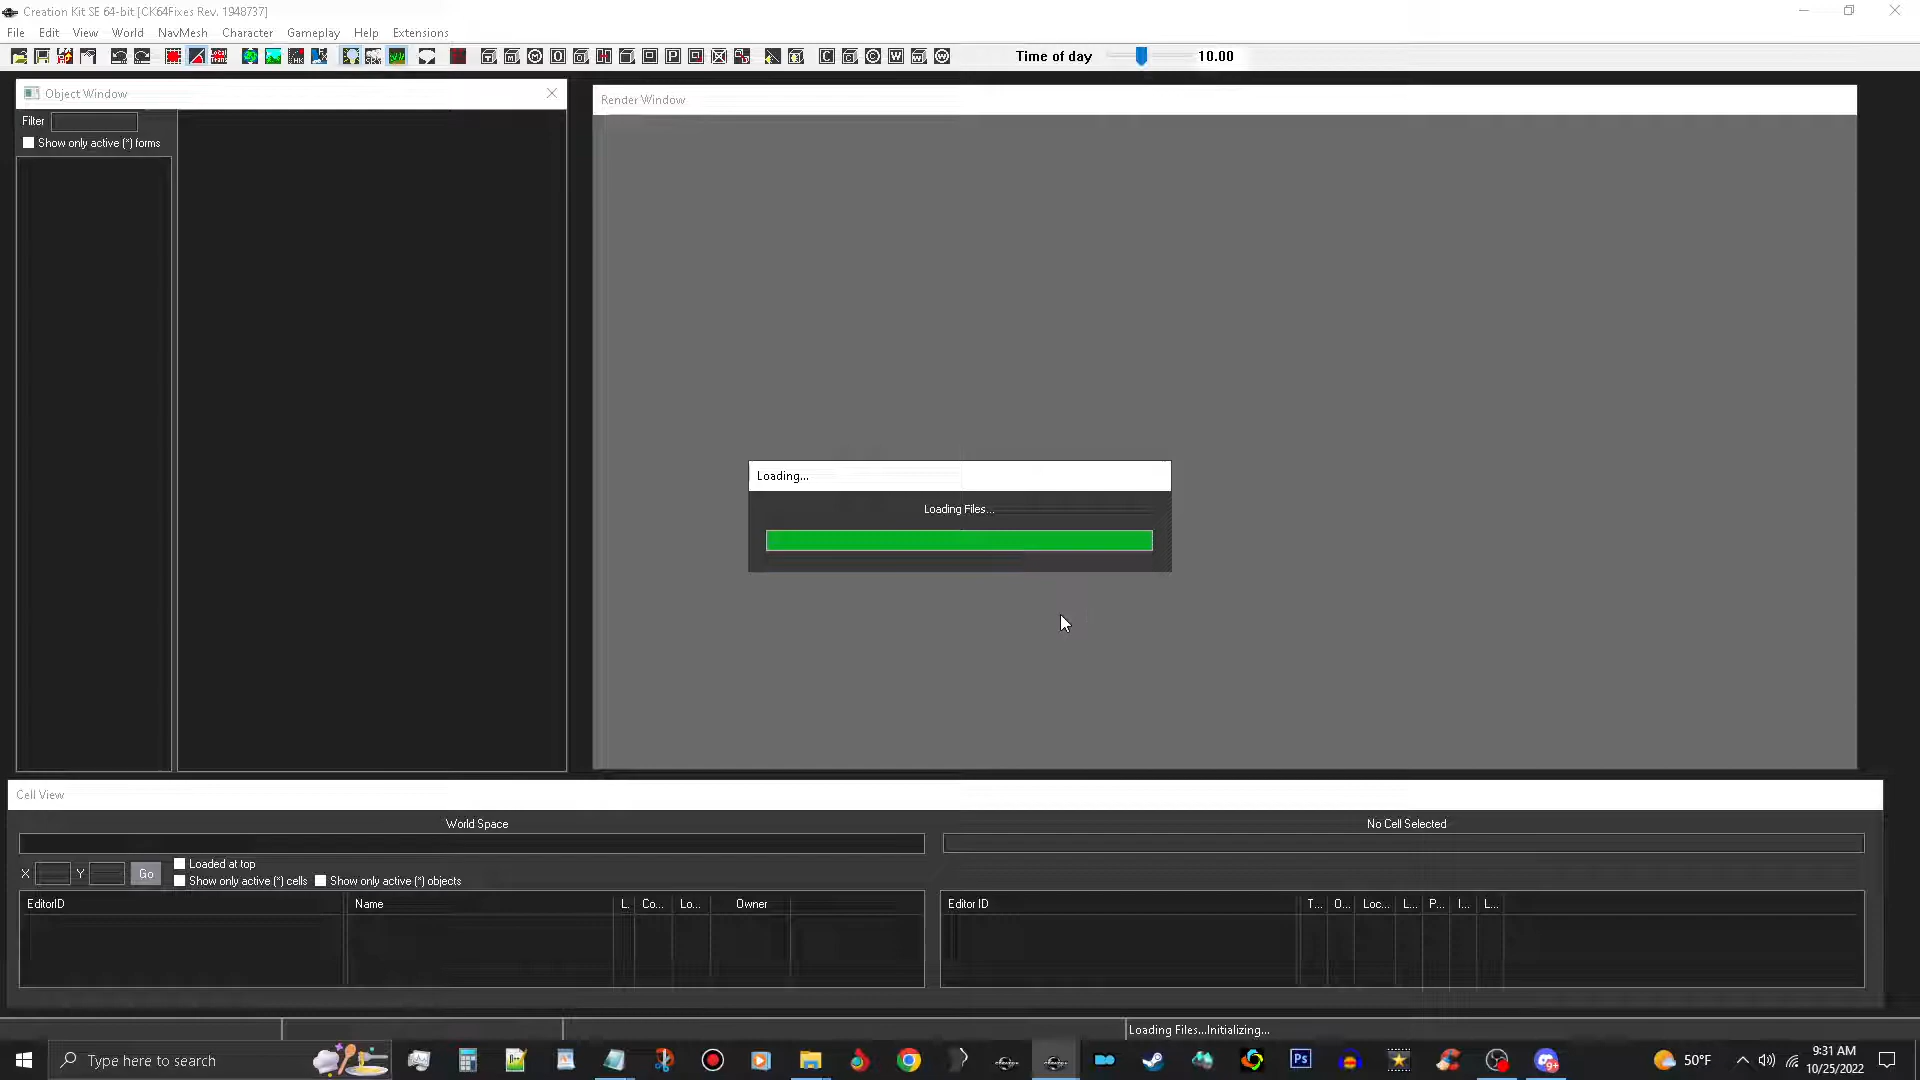 Creation Kit SE 64-bit [CK64Fixes Rev. 1948737]
File Edit View World NavMesh Character Gameplay Help Extensions
Time of day 10.00
Object Window
Render Window
Filter
Show only active (*) forms
Loading...
Loading Files...
Cell View
World Space
No Cell Selected
X Y Go
Loaded at top
Show only active (*) cells Show only active (*) objects
EditorID Name L. Co... Lo... Owner
Editor ID T... O... Loc... L... P... I... L...
Loading Files...Initializing...
Type here to search
Ps
50°F
9:31 AM
10/25/2022